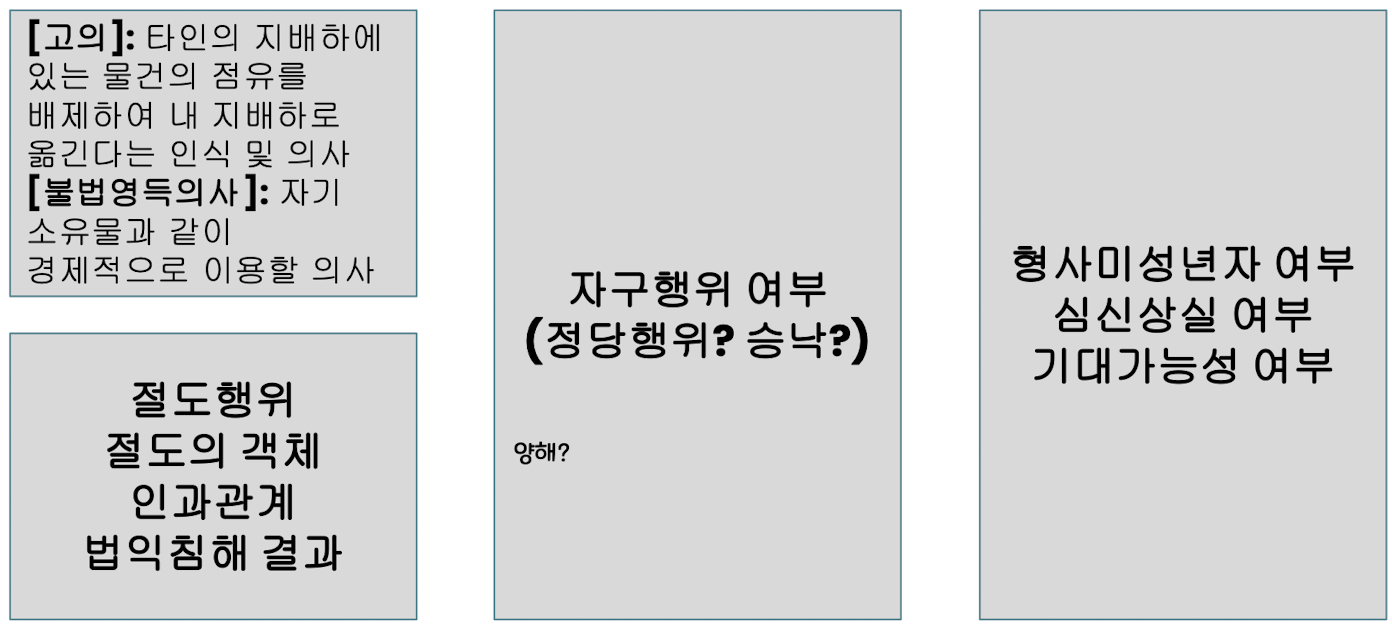 [고의]: 타인의 지배하에
있는 물건의 점유를
배제하여 내 지배하로
옮긴다는 인식 및 의사
[불법영득의사]: 자기
소유물과 같이
경제적으로 이용할 의사
절도행위
절도의 객체
인과관계
법익침해 결과
자구행위 여부
(정당행위? 승낙?)
양해?
형사미성년자 여부
심신상실 여부
기대가능성 여부